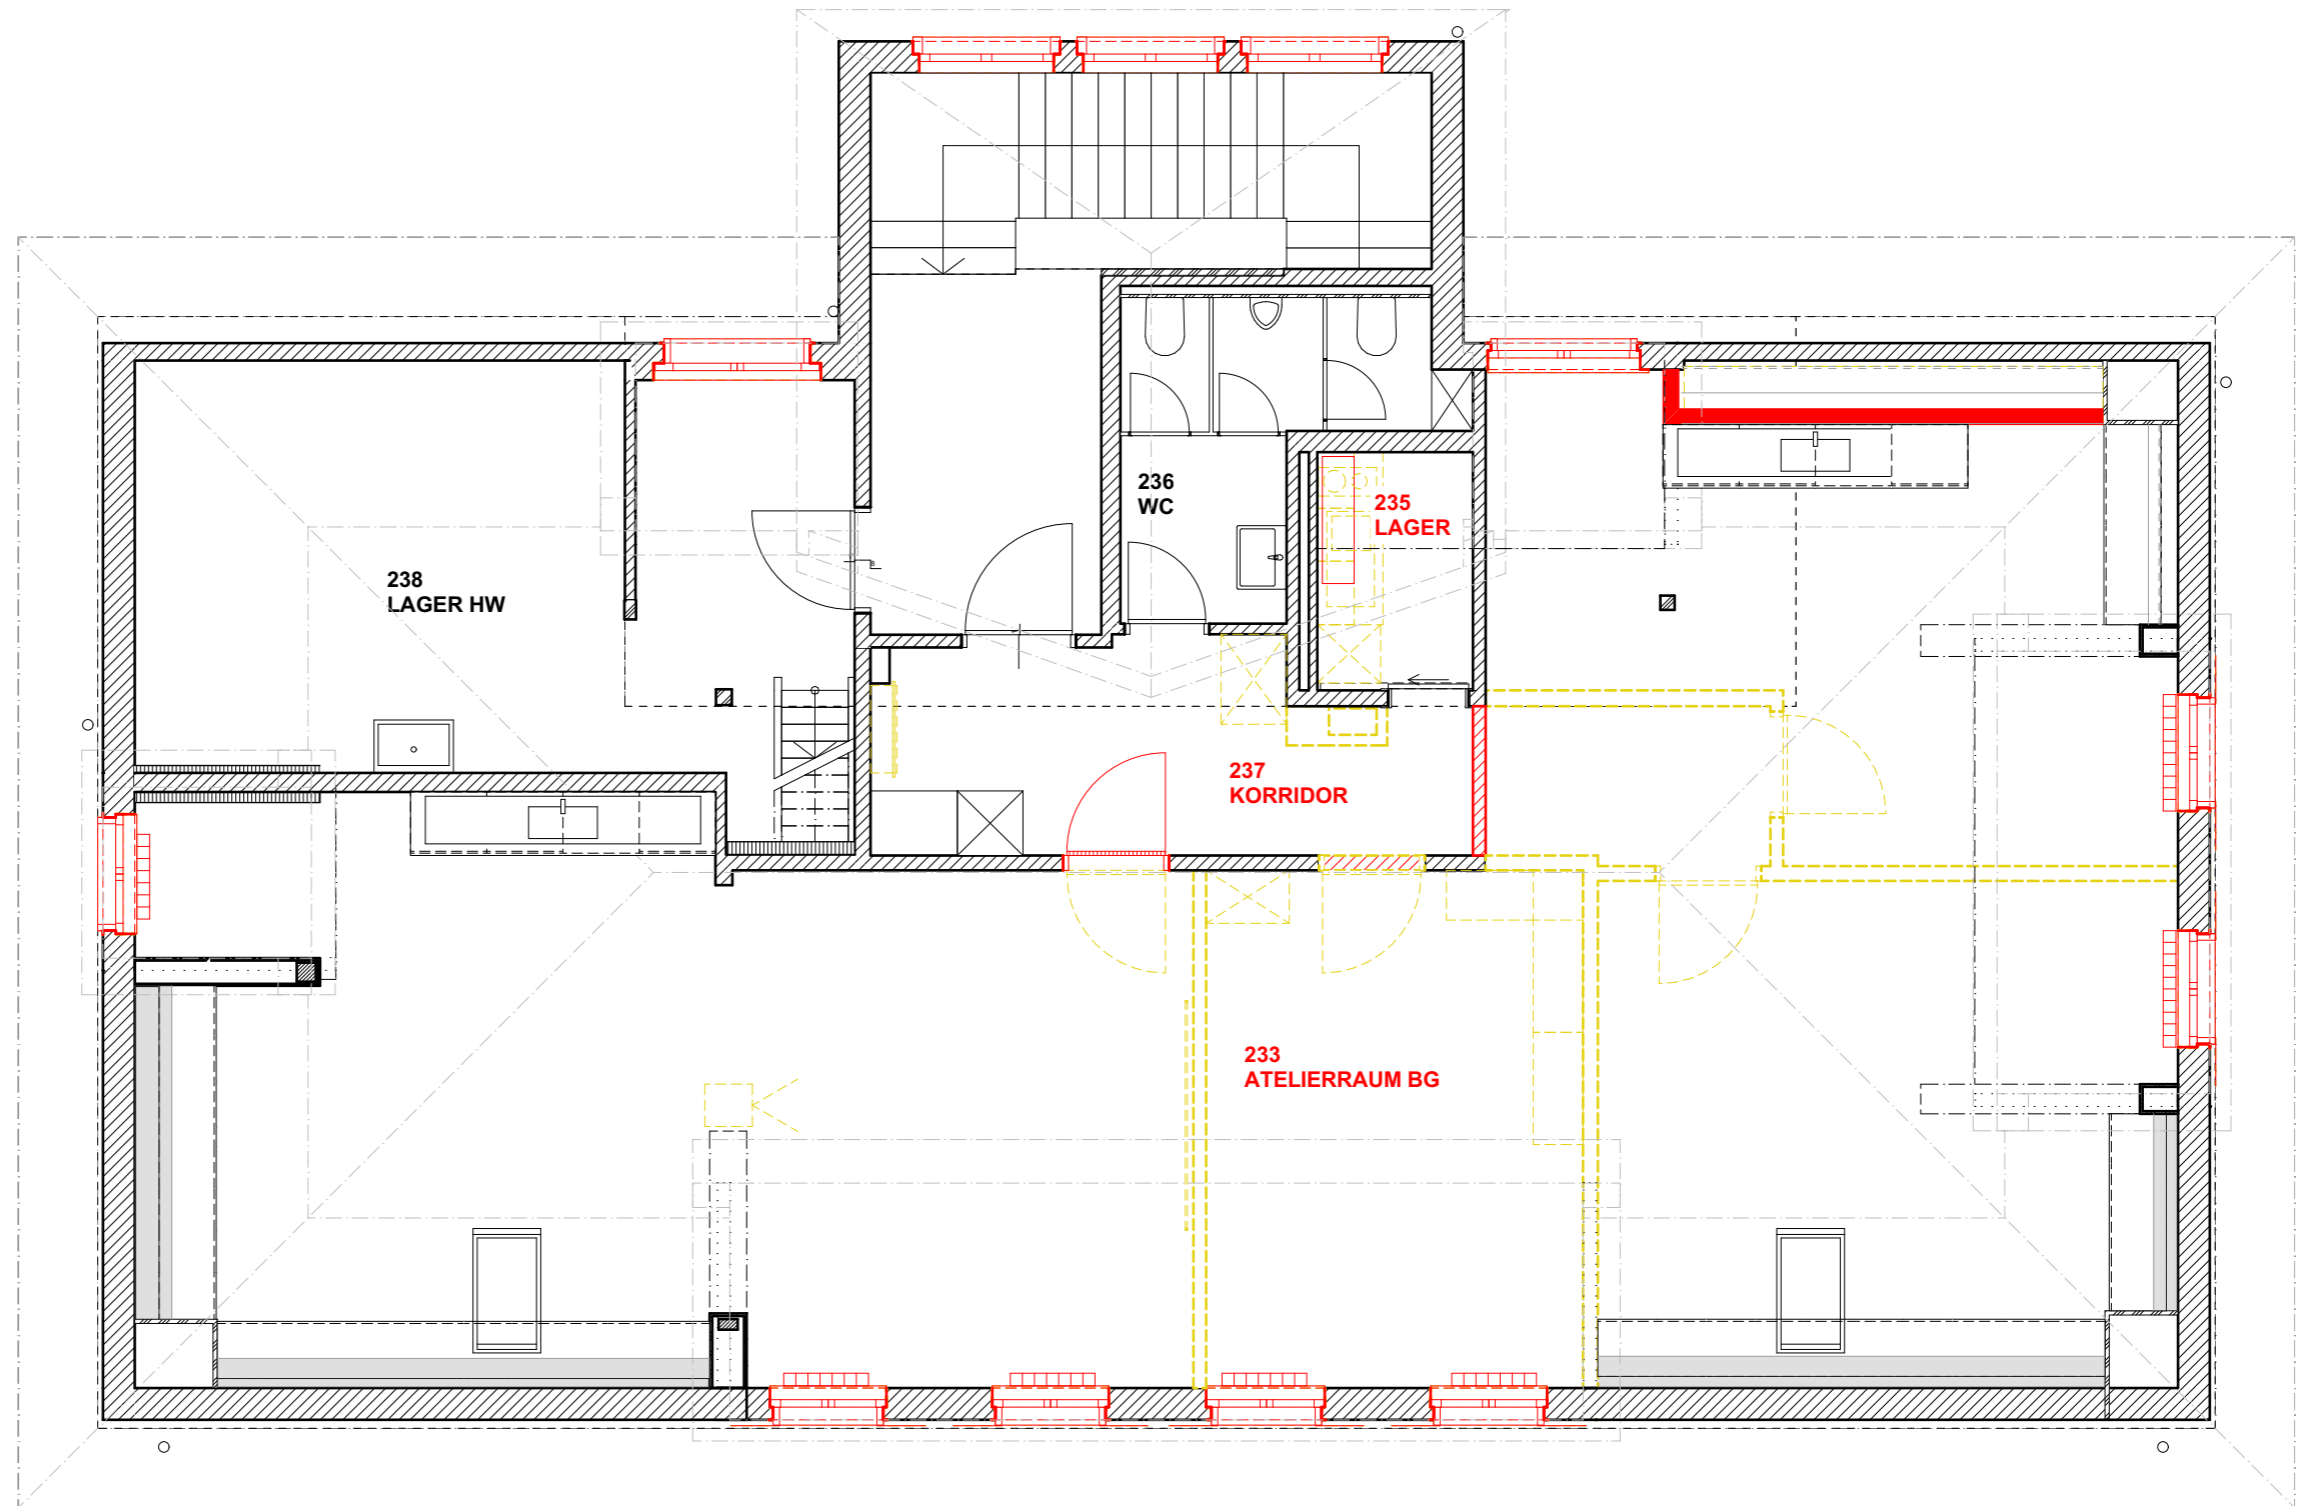 236
WC
235
LAGER
238
LAGER HW
237
KORRIDOR
233
ATELIERRAUM BG